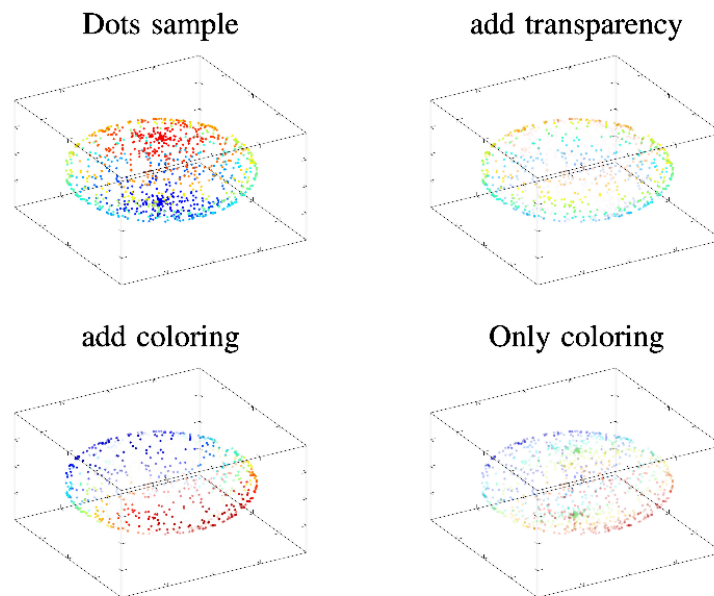 Dots sample
add transparency
add coloring
Only coloring